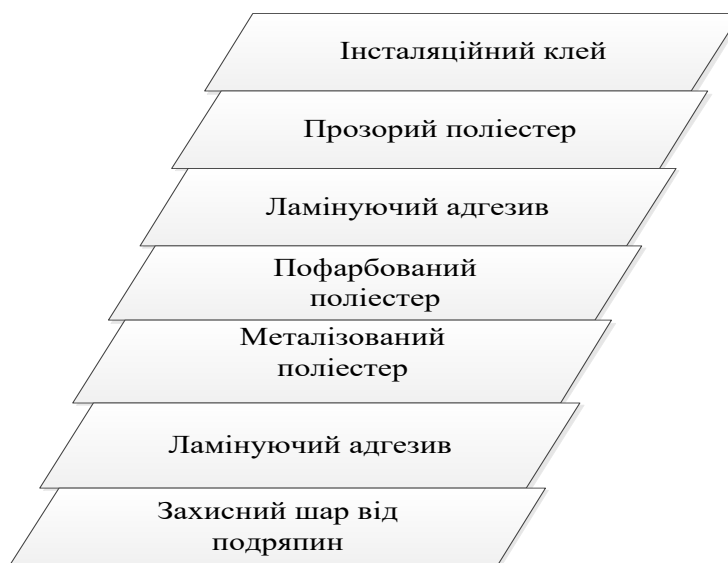 Інсталяційний клей
Прозорий поліестер
Ламінуючий адгезив
Пофарбований
поліестер
Металізований
поліестер
Ламінуючий адгезив
Захисний шар від
подряпин